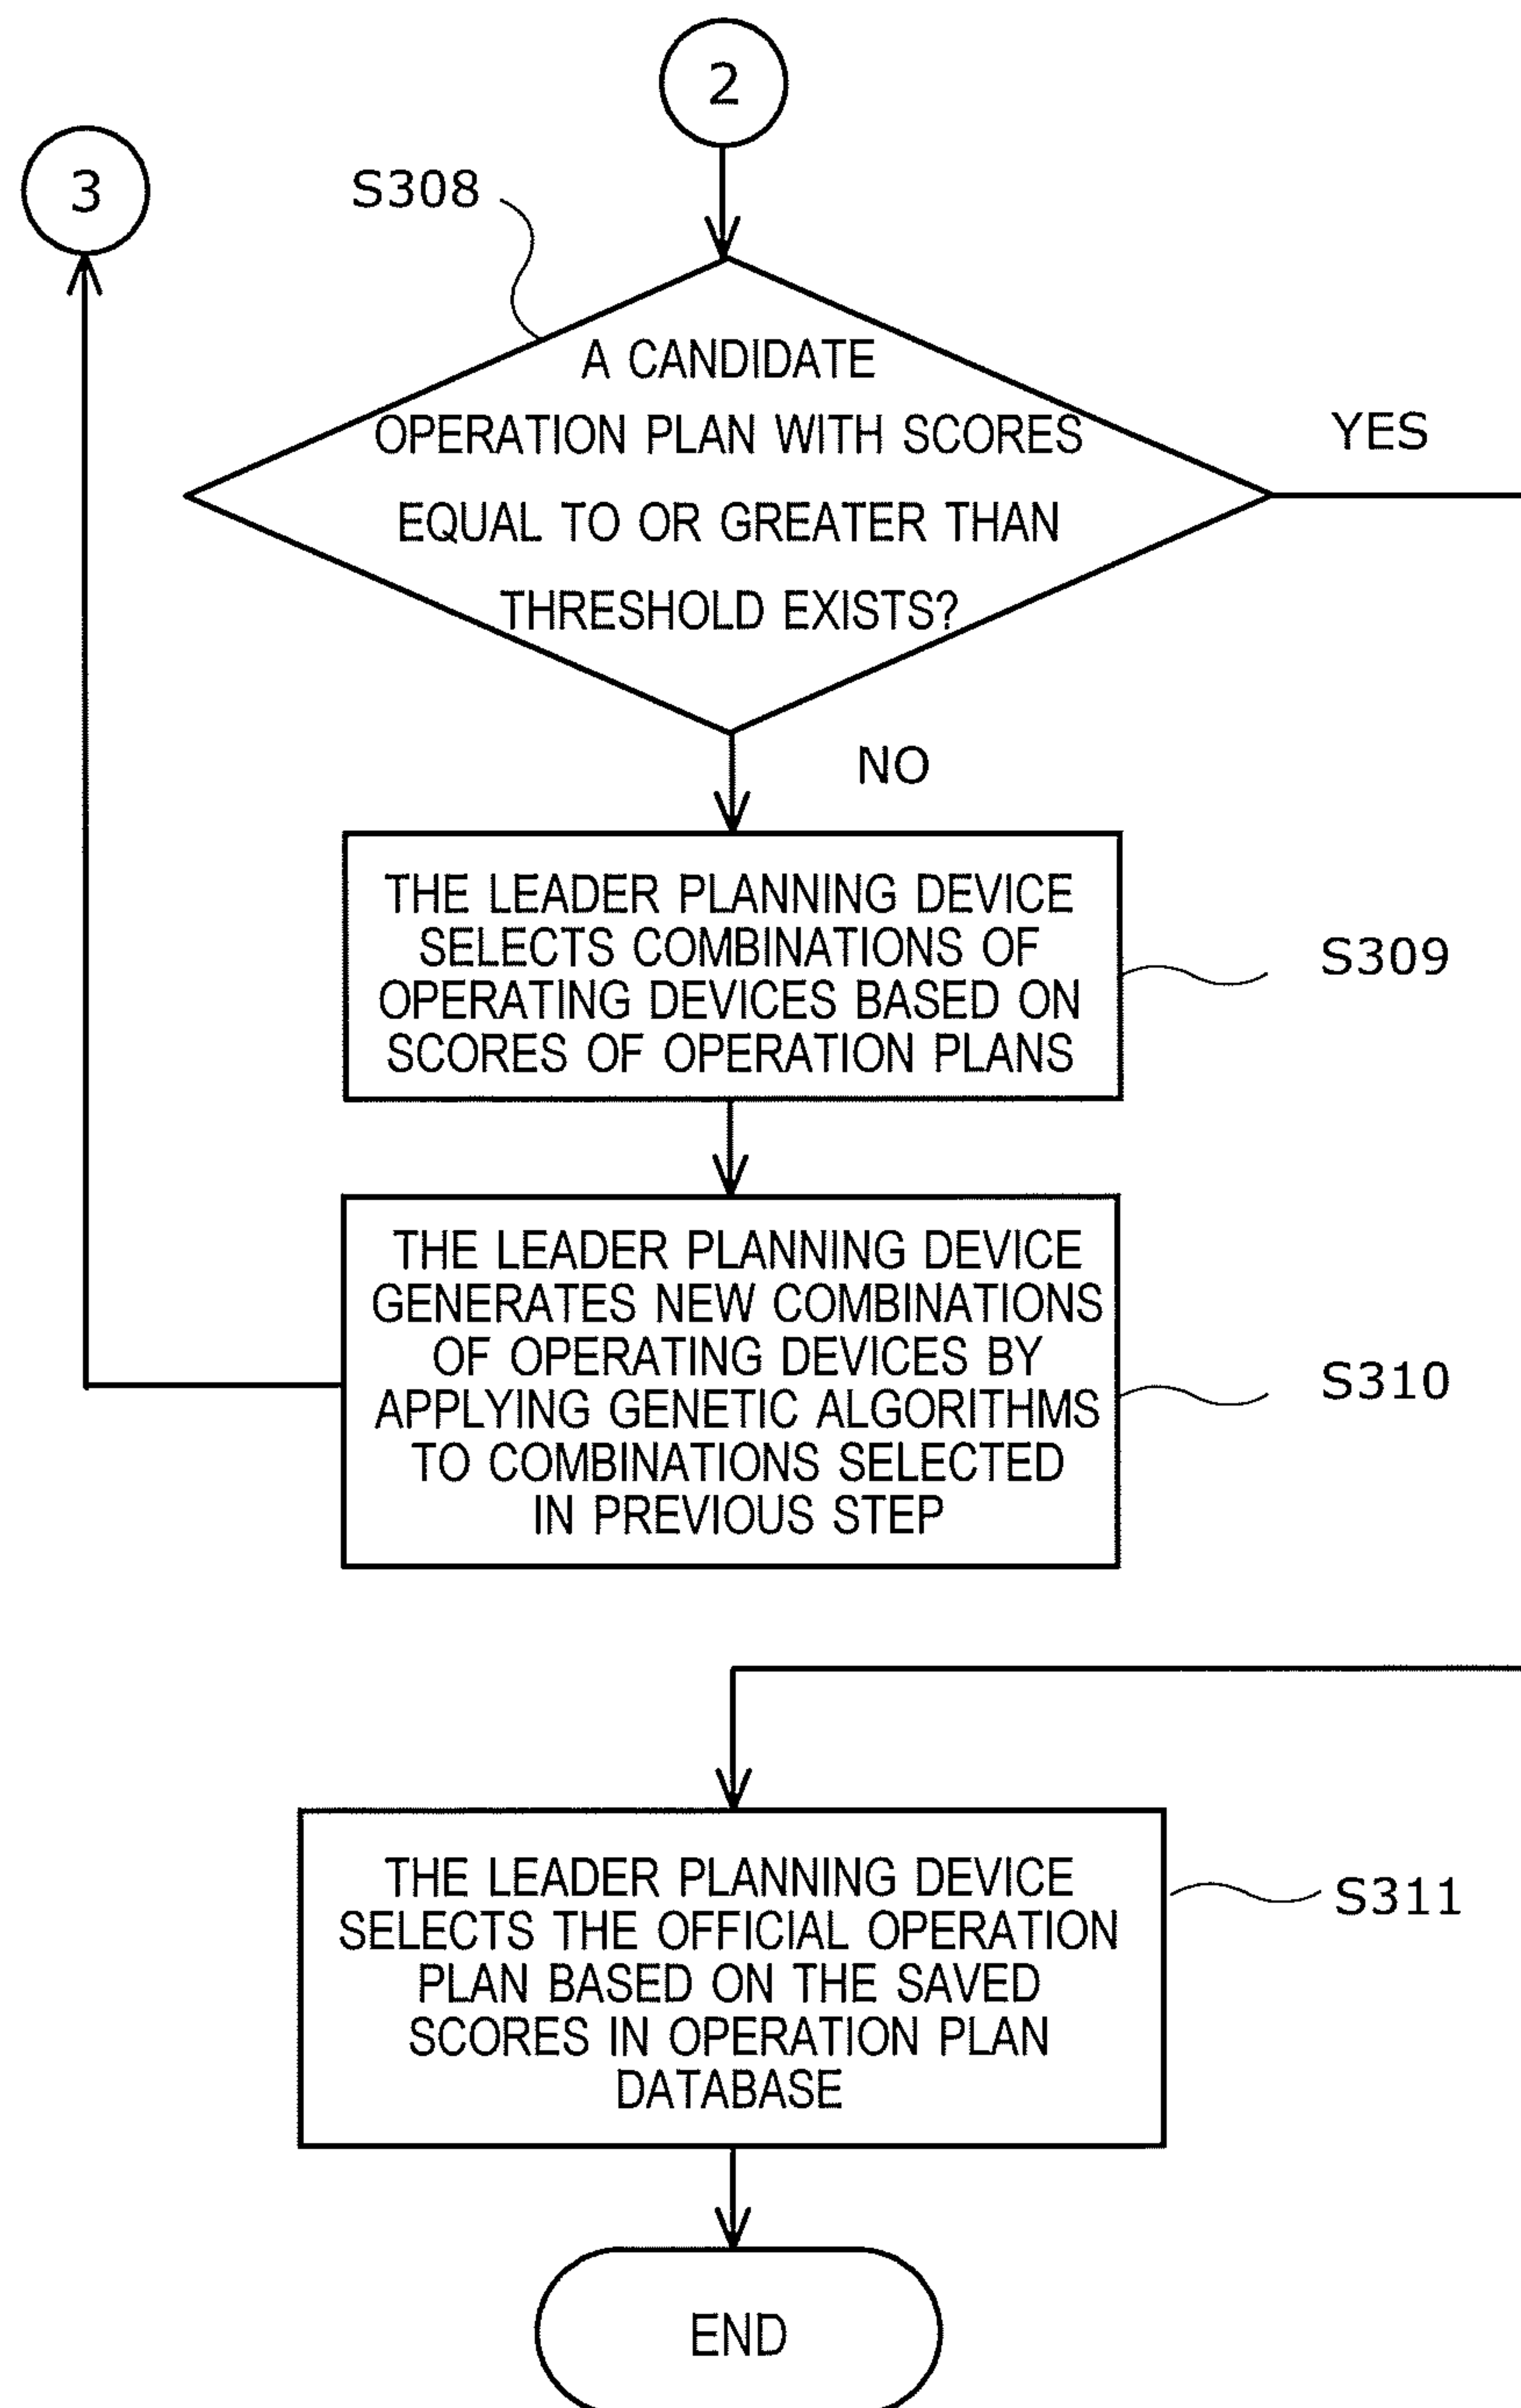 2
3
S308
A CANDIDATE
OPERATION PLAN WITH SCORES
EQUAL TO OR GREATER THAN
THRESHOLD EXISTS?
YES
NO
THE LEADER PLANNING DEVICE
SELECTS COMBINATIONS OF
OPERATING DEVICES BASED ON
SCORES OF OPERATION PLANS
S309
THE LEADER PLANNING DEVICE
GENERATES NEW COMBINATIONS
OF OPERATING DEVICES BY
APPLYING GENETIC ALGORITHMS
TO COMBINATIONS SELECTED
IN PREVIOUS STEP
S310
THE LEADER PLANNING DEVICE
SELECTS THE OFFICIAL OPERATION
PLAN BASED ON THE SAVED
SCORES IN OPERATION PLAN
DATABASE
S311
END